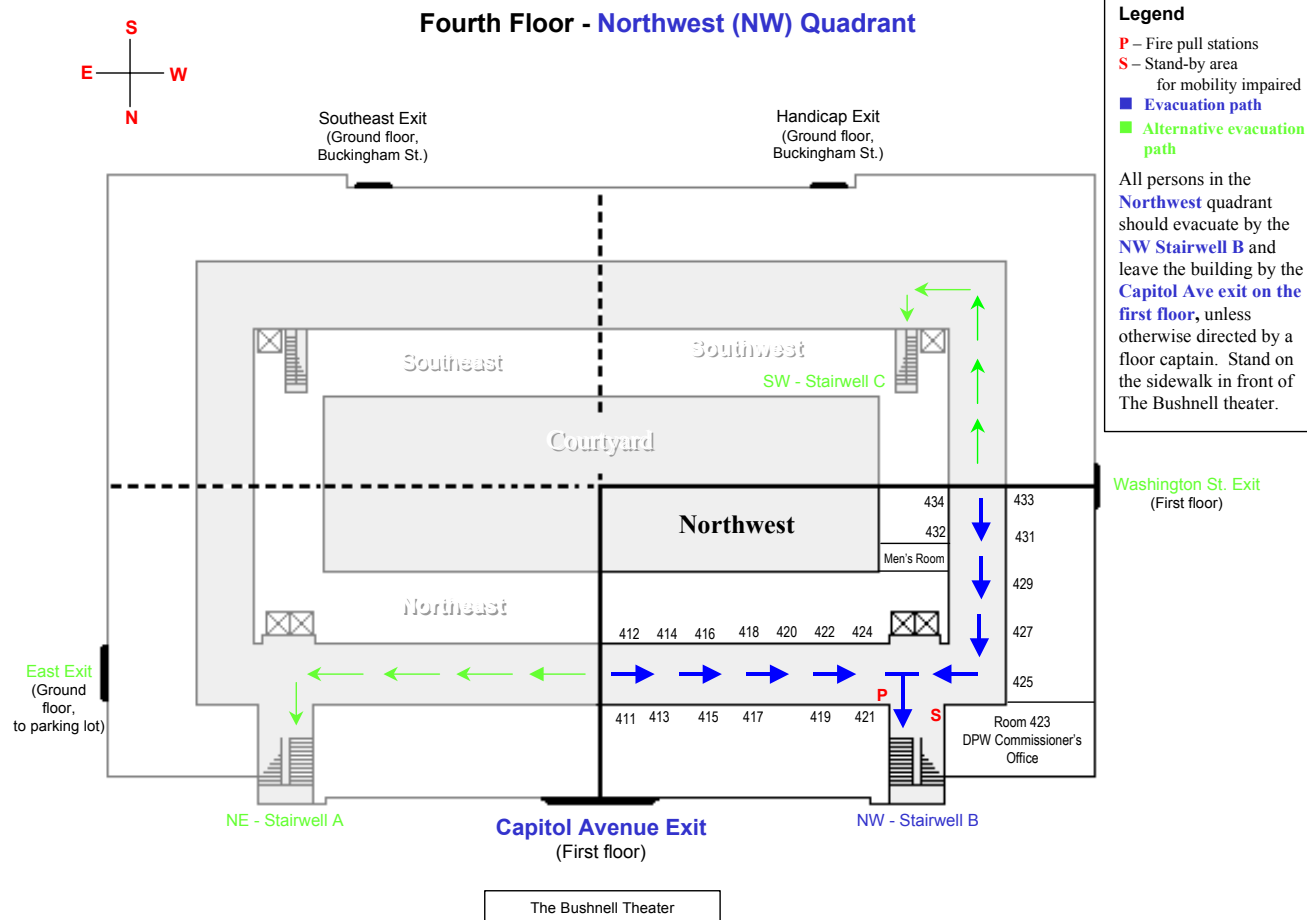 Fourth Floor - Northwest (NW) Quadrant
S
E
W
N
Legend
P – Fire pull stations
S – Stand-by area
for mobility impaired
Evacuation path
Alternative evacuation
path
All persons in the
Northwest quadrant
should evacuate by the
NW Stairwell B and
leave the building by the
Capitol Ave exit on the
first floor, unless
otherwise directed by a
floor captain. Stand on
the sidewalk in front of
The Bushnell theater.
Southeast Exit
(Ground floor,
Buckingham St.)
Handicap Exit
(Ground floor,
Buckingham St.)
Southeast
Southwest
SW - Stairwell C
Courtyard
Washington St. Exit
(First floor)
Northwest
434
433
432
431
Men's Room
429
Northeast
427
412 414 416 418 420 422 424
East Exit
(Ground
floor,
to parking lot)
425
P
S
411 413 415 417 419 421
Room 423
DPW Commissioner's
Office
NE - Stairwell A
Capitol Avenue Exit
(First floor)
NW - Stairwell B
The Bushnell Theater